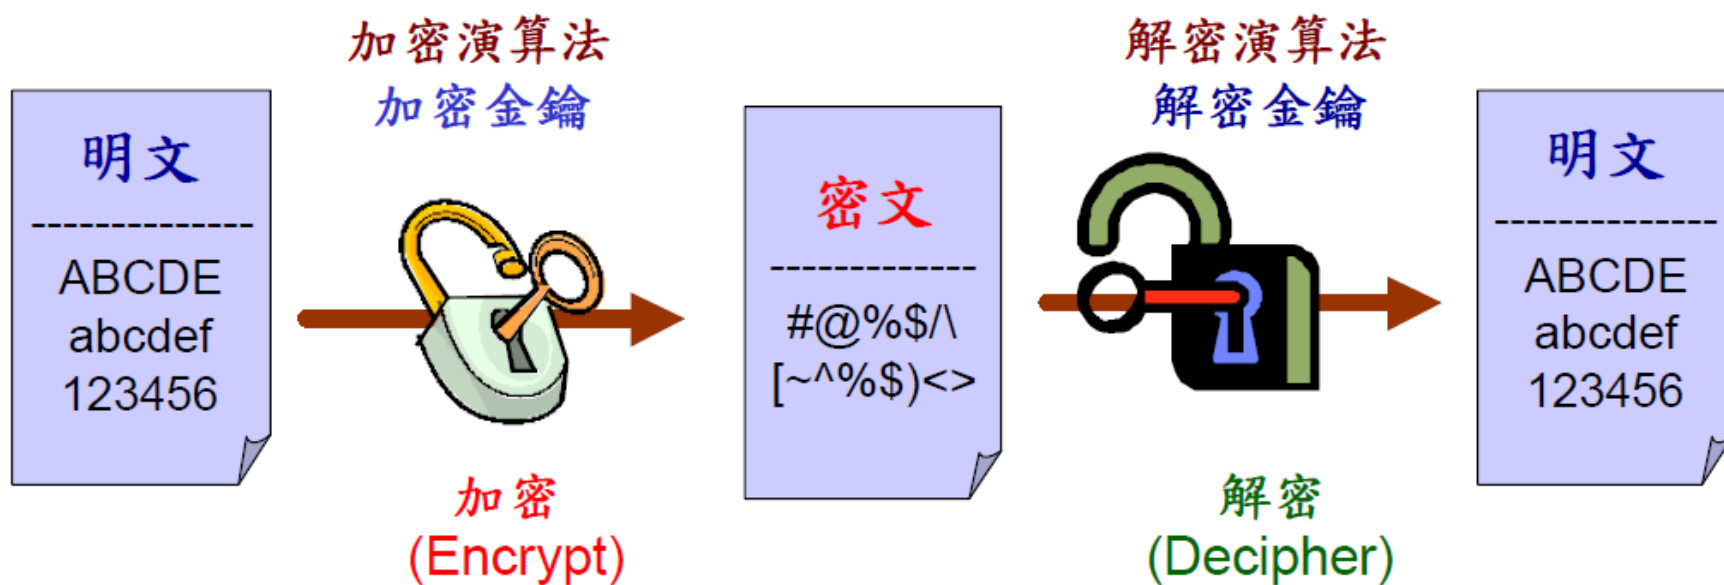 明文
--------------
ABCDE
abcdef
123456
加密演算法
加密金鑰
加密
(Encrypt)
密文
-------------
#@%$/\
[~^%$)<>
解密演算法
解密金鑰
解密
(Decipher)
明文
--------------
ABCDE
abcdef
123456